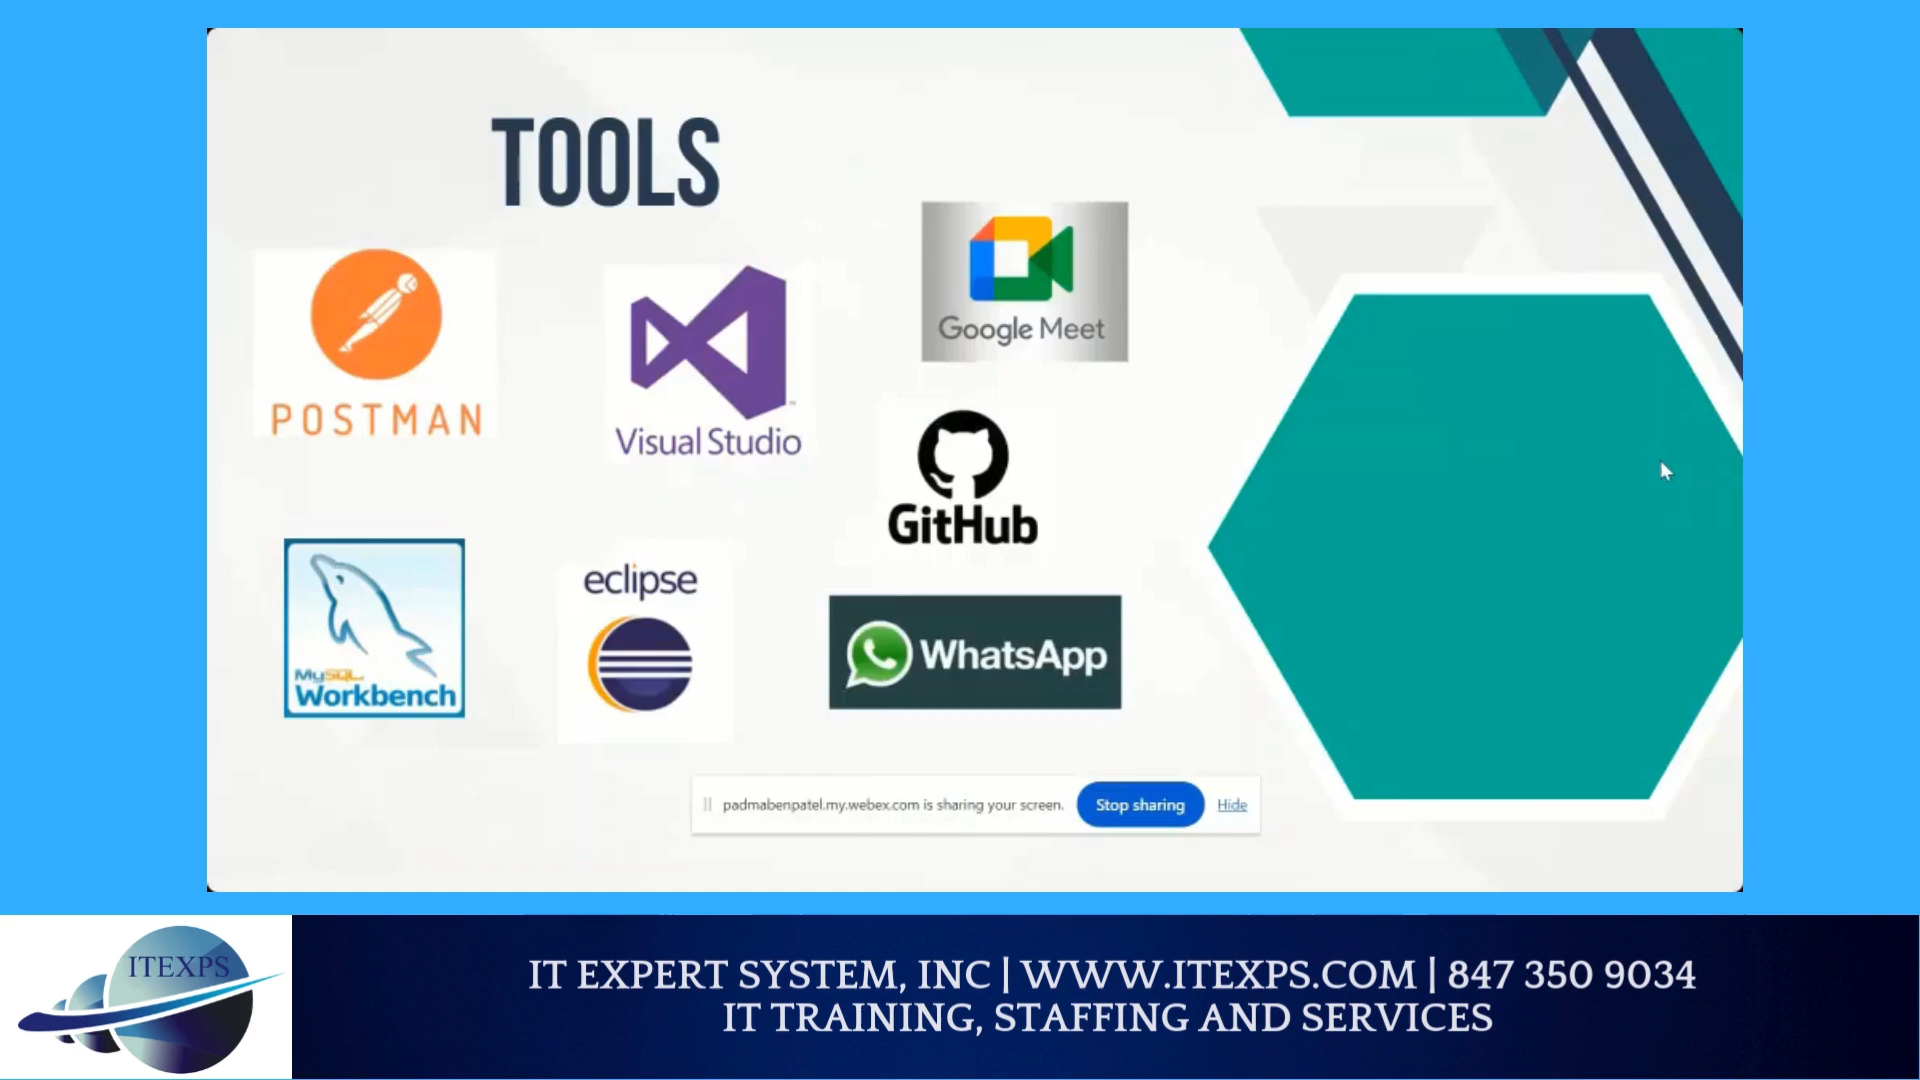 TOOLS
Google Meet
POSTMAN
Visual Studio
GitHub
eclipse
WhatsApp
MySQL
Workbench
padmabenpatel.my.webex.com is sharing your screen. Stop sharing Hide
ITEXPS
IT EXPERT SYSTEM, INC | WWW.ITEXPS.COM | 847 350 9034
IT TRAINING, STAFFING AND SERVICES